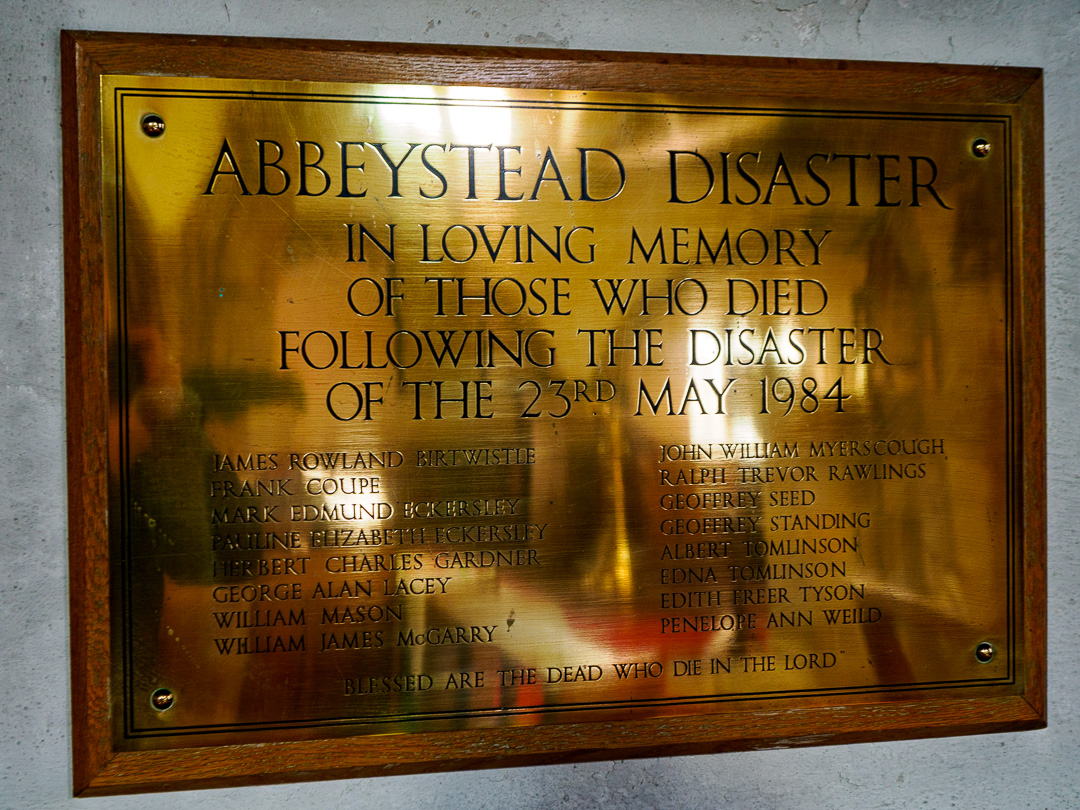 ABBEYSTEAD DISASTER
IN LOVING MEMORY
OF THOSE WHO DIED
FOLLOWING THE DISASTER
OF THE 23RD MAY 1984
JAMES ROWLAND BIRTWISTLE
FRANK COUPE
MARK EDMUND ECKERSLEY
PAULINE ELIZABETH ECKERSLEY
HERBERT CHARLES GARDNER
GEORGE ALAN LACEY
WILLIAM MASON
WILLIAM JAMES McGARRY
JOHN WILLIAM MYERSCOUGH
RALPH TREVOR RAWLINGS
GEOFFREY SEED
GEOFFREY STANDING
ALBERT TOMLINSON
EDNA TOMLINSON
EDITH FREER TYSON
PENELOPE ANN WEILD
BLESSED ARE THE DEAD WHO DIE IN THE LORD"